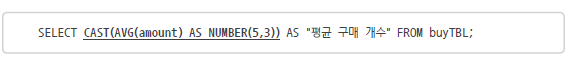 SELECT CAST(AVG(amount) AS NUMBER(5,3)) AS "평균 구매 개수" FROM buyTBL;